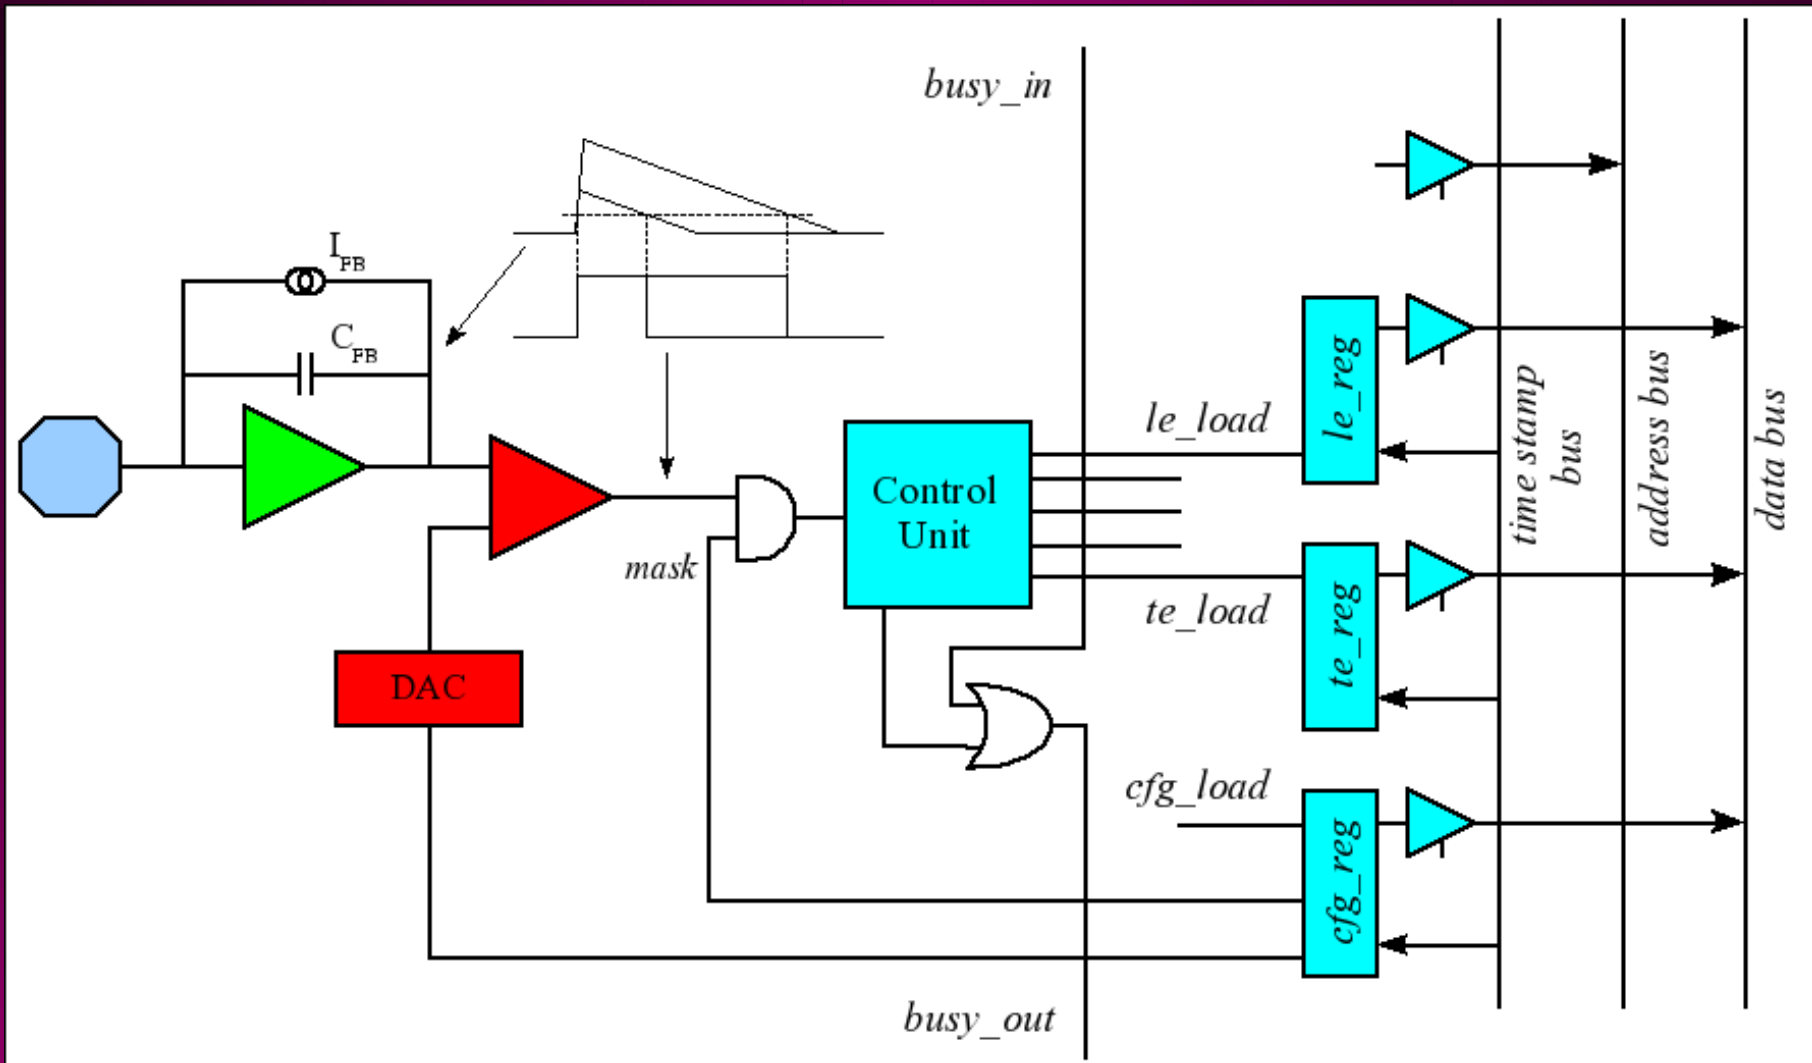 busy_in
I_FB
C_FB
le_load
le_reg
Control
Unit
mask
te_load
te_reg
DAC
cfg_load
cfg_reg
busy_out
time stamp
bus
address bus
data bus